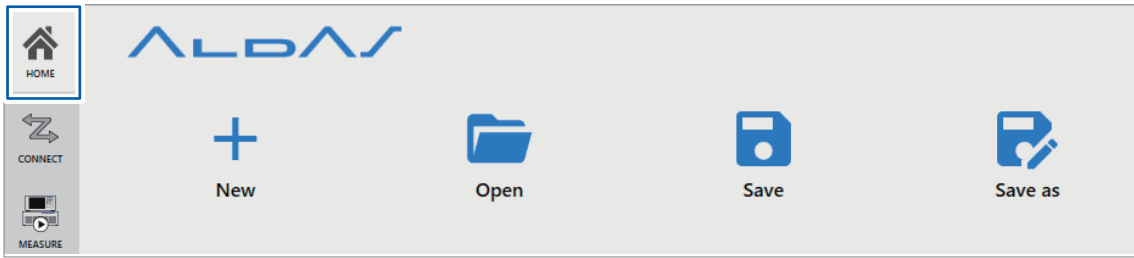 HOME
ALDAS
CONNECT
New
Open
Save
Save as
MEASURE